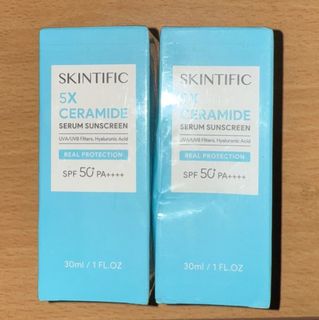 SKINTIFIC
5X
CERAMIDE
SERUM SUNSCREEN
UVA/UVB Filters, Hyaluronic Acid
REAL PROTECTION
SPF 50+ PA++++
30ml / 1 FL.OZ
SKINTIFIC
5X
CERAMIDE
SERUM SUNSCREEN
UVA/UVB Filters, Hyaluronic Acid
REAL PROTECTION
SPF 50+ PA++++
30ml / 1 FL.OZ